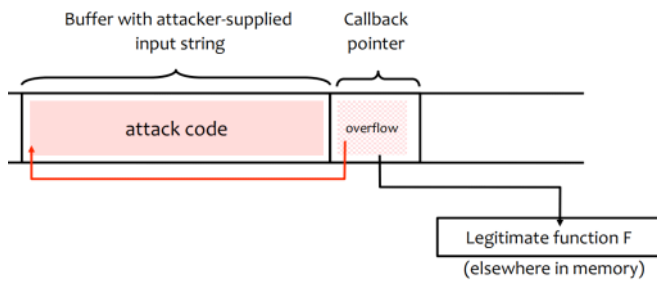 Buffer with attacker-supplied
input string
Callback
pointer
attack code
overflow
Legitimate function F
(elsewhere in memory)